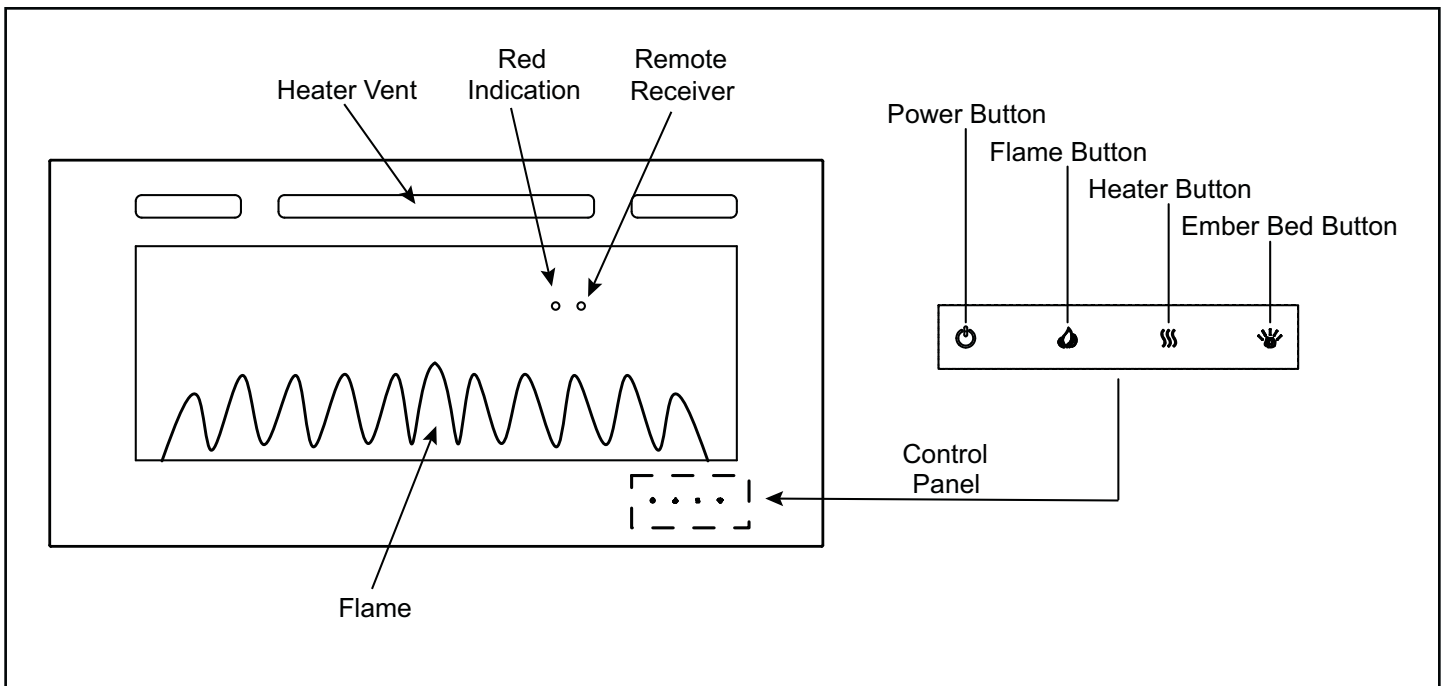 Red
Indication
Remote
Receiver
Heater Vent
Power Button
Flame Button
Heater Button
Ember Bed Button
Control
Panel
Flame